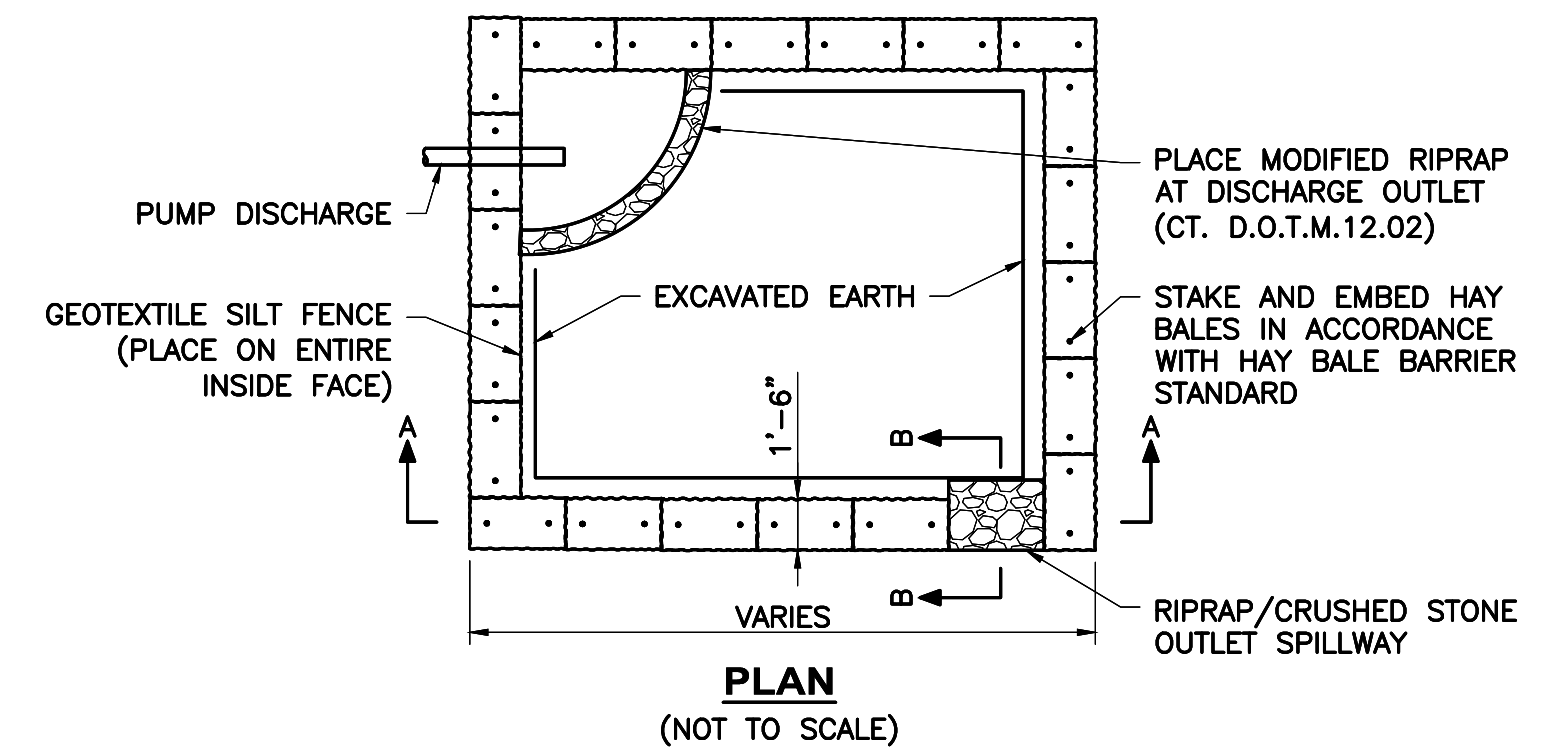 PUMP DISCHARGE
GEOTEXTILE SILT FENCE
(PLACE ON ENTIRE
INSIDE FACE)
EXCAVATED EARTH
PLACE MODIFIED RIPRAP
AT DISCHARGE OUTLET
(CT. D.O.T.M.12.02)
STAKE AND EMBED HAY
BALES IN ACCORDANCE
WITH HAY BALE BARRIER
STANDARD
A
A
1'-6"
B
B
RIPRAP/CRUSHED STONE
OUTLET SPILLWAY
VARIES
PLAN
(NOT TO SCALE)